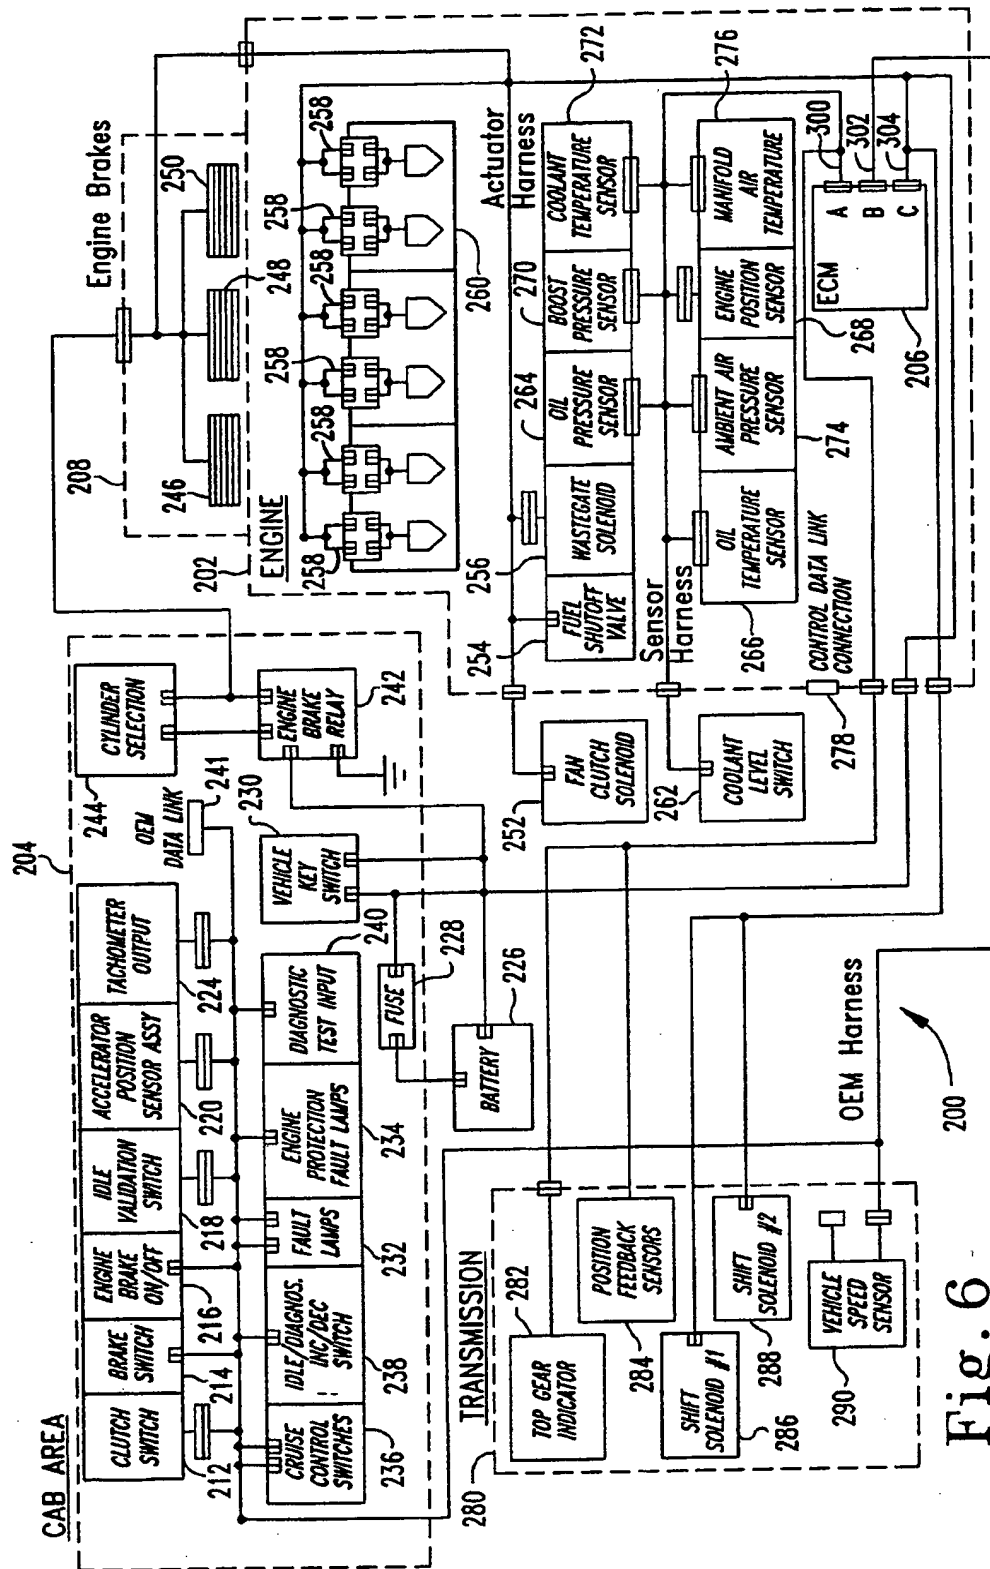 CAB AREA
204
CLUTCH
SWITCH
212
BRAKE
SWITCH
214
ENGINE
BRAKE
ON/OFF
216
IDLE
VALIDATION
SWITCH
218
ACCELERATOR
POSITION
SENSOR ASSY
220
TACHOMETER
OUTPUT
224
OEM
DATA LINK
241
CYLINDER
SELECTION
244
CRUISE
CONTROL
SWITCHES
236
IDLE/DIAGNOS.
INC/DEC
SWITCH
238
FAULT
LAMPS
232
ENGINE
PROTECTION
FAULT LAMPS
234
DIAGNOSTIC
TEST INPUT
240
VEHICLE
KEY
SWITCH
230
ENGINE
BRAKE
RELAY
242
FUSE
228
BATTERY
226
Engine Brakes
208
246
248
250
202
ENGINE
258
258
258
258
258
258
260
Actuator
Harness
254
FUEL
SHUTOFF
VALVE
256
WASTEGATE
SOLENOID
264
OIL
PRESSURE
SENSOR
270
BOOST
PRESSURE
SENSOR
272
COOLANT
TEMPERATURE
SENSOR
Sensor
Harness
266
OIL
TEMPERATURE
SENSOR
274
AMBIENT AIR
PRESSURE
SENSOR
268
ENGINE
POSITION
SENSOR
276
MANIFOLD
AIR
TEMPERATURE
CONTROL DATA LINK
CONNECTION
278
ECM
206
A
B
C
300
302
304
252
FAN
CLUTCH
SOLENOID
262
COOLANT
LEVEL
SWITCH
TRANSMISSION
280
282
TOP GEAR
INDICATOR
284
POSITION
FEEDBACK
SENSORS
286
SHIFT
SOLENOID #1
288
SHIFT
SOLENOID #2
290
VEHICLE
SPEED
SENSOR
OEM Harness
200
Fig. 6